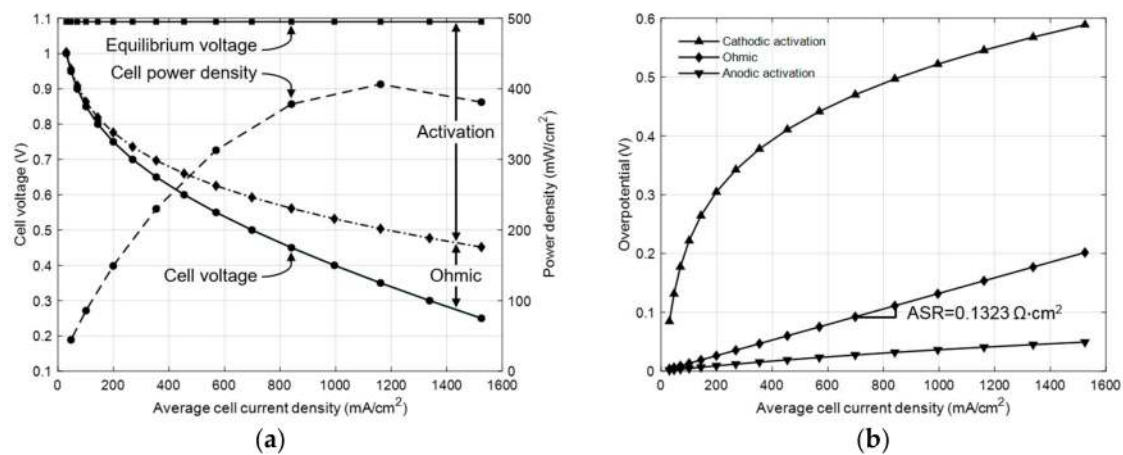 1.1
1
0.9
0.8
0.7
0.6
0.5
0.4
0.3
0.2
0.1
Cell voltage (V)
Equilibrium voltage
Cell power density
Activation
Cell voltage
Ohmic
500
400
300
200
100
0
Power density (mW/cm²)
0 200 400 600 800 1000 1200 1400 1600
Average cell current density (mA/cm²)
(a)
0.6
0.5
0.4
0.3
0.2
0.1
0
Overpotential (V)
Cathodic activation
Ohmic
Anodic activation
ASR=0.1323 Ω·cm²
0 200 400 600 800 1000 1200 1400 1600
Average cell current density (mA/cm²)
(b)